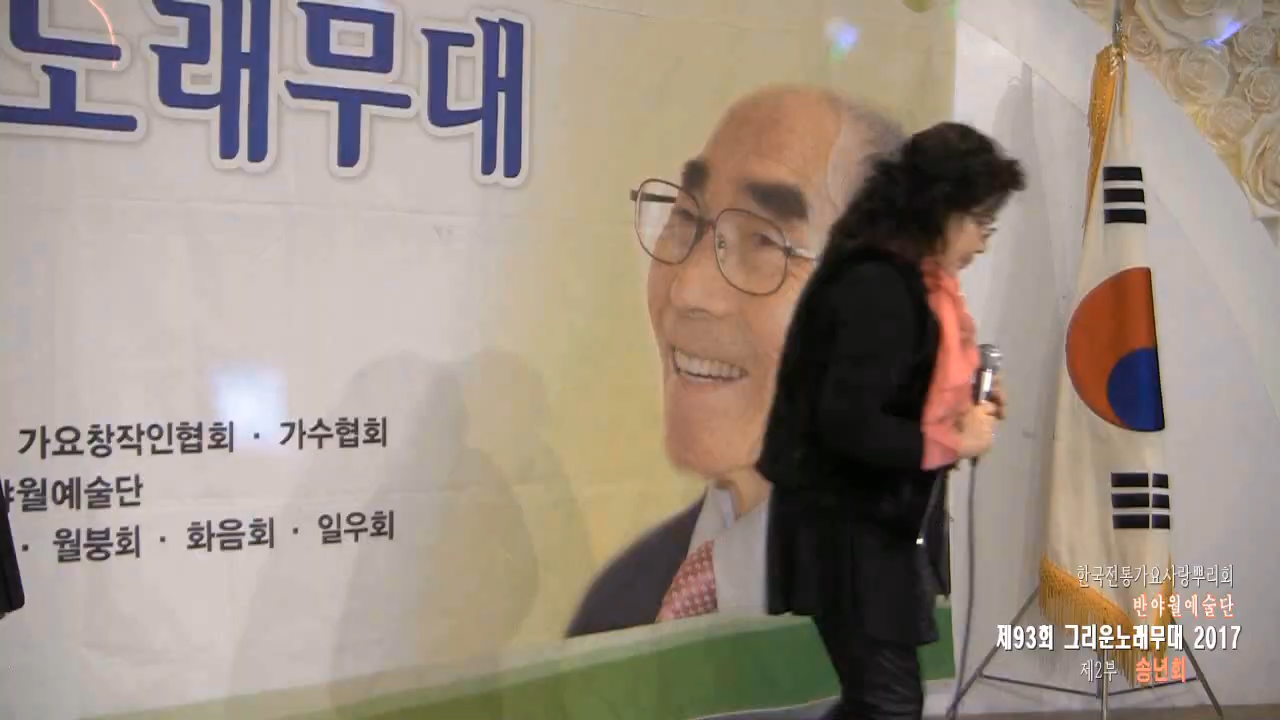 노래무대
가요창작인협회 · 가수협회
야월예술단
· 월붕회 · 화음회 · 일우회
한국전통가요사랑뿌리회
반야월예술단
제93회 그리운노래무대 2017
제2부 송년회